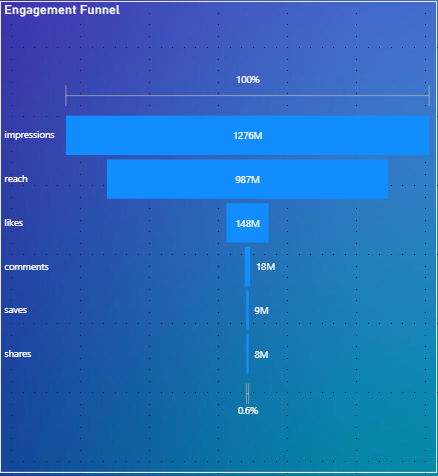 Engagement Funnel
100%
impressions 1276M
reach 987M
likes 148M
comments 18M
saves 9M
shares 8M
0.6%